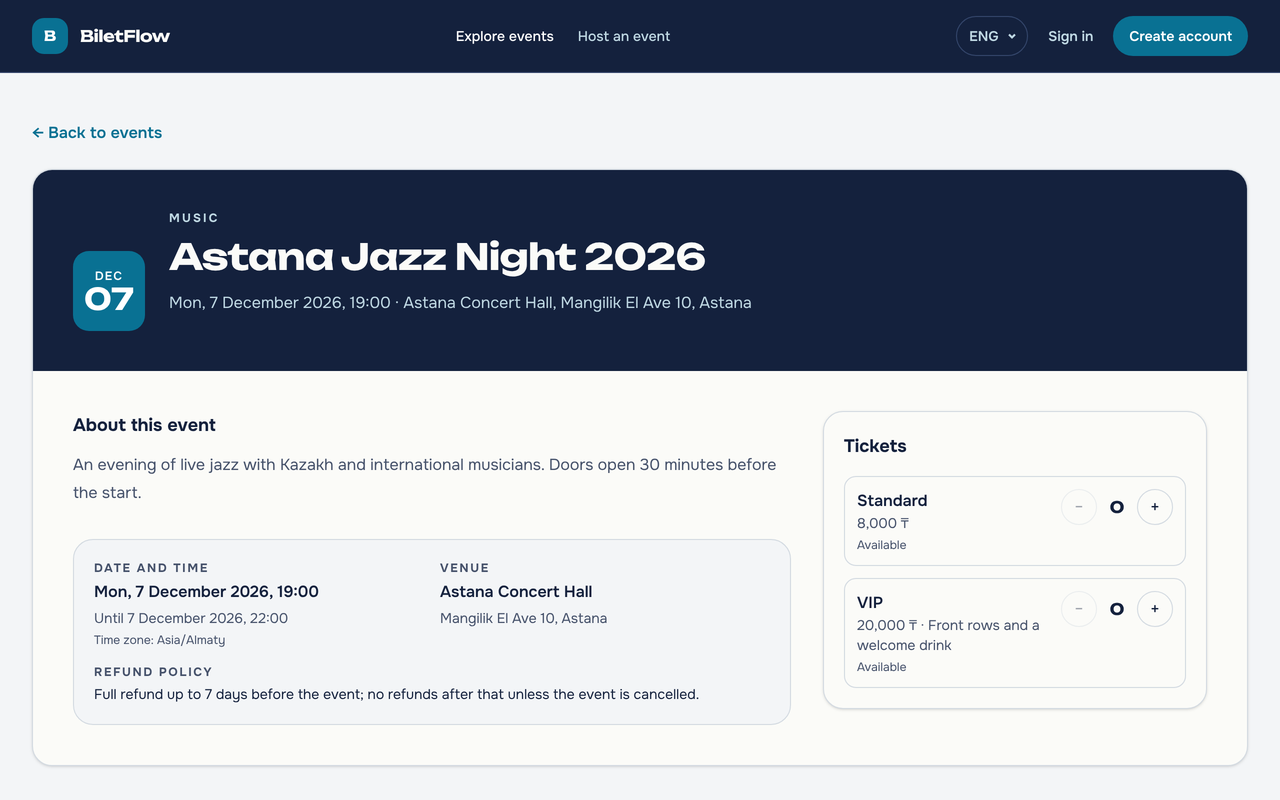 B
BiletFlow
Explore events
Host an event
ENG
Sign in
Create account
← Back to events
MUSIC
DEC
07
Astana Jazz Night 2026
Mon, 7 December 2026, 19:00 · Astana Concert Hall, Mangilik El Ave 10, Astana
About this event
An evening of live jazz with Kazakh and international musicians. Doors open 30 minutes before
the start.
DATE AND TIME
Mon, 7 December 2026, 19:00
Until 7 December 2026, 22:00
Time zone: Asia/Almaty
VENUE
Astana Concert Hall
Mangilik El Ave 10, Astana
REFUND POLICY
Full refund up to 7 days before the event; no refunds after that unless the event is cancelled.
Tickets
Standard
8,000 ₸
Available
− 0 +
VIP
20,000 ₸ · Front rows and a
welcome drink
Available
− 0 +